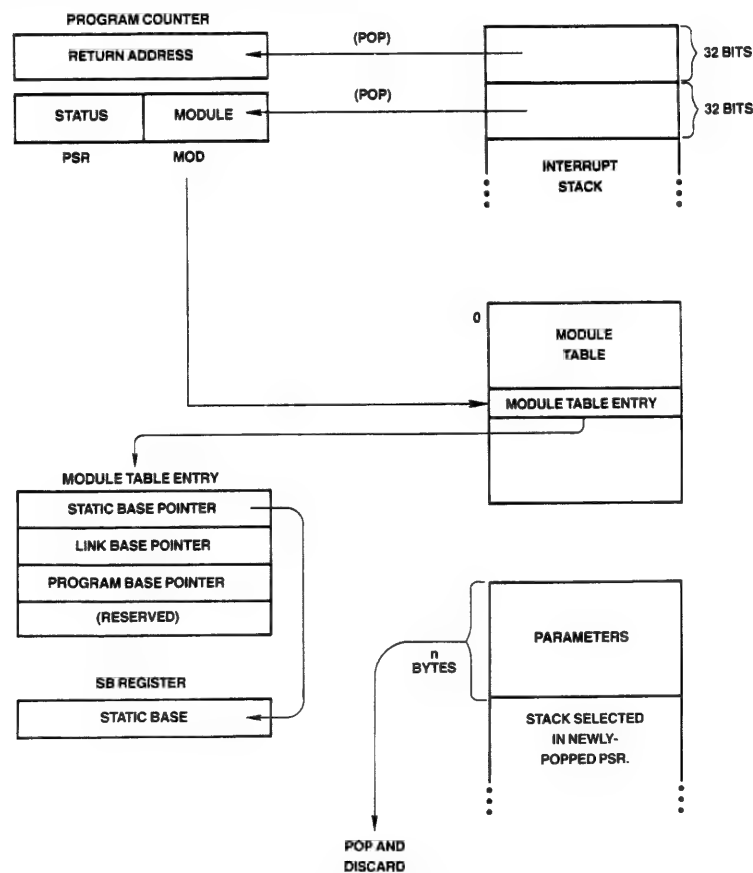 PROGRAM COUNTER
RETURN ADDRESS
(POP)
32 BITS
STATUS
MODULE
(POP)
32 BITS
PSR
MOD
INTERRUPT
STACK
0
MODULE
TABLE
MODULE TABLE ENTRY
MODULE TABLE ENTRY
STATIC BASE POINTER
LINK BASE POINTER
PROGRAM BASE POINTER
(RESERVED)
n
BYTES
PARAMETERS
SB REGISTER
STATIC BASE
STACK SELECTED
IN NEWLY-
POPPED PSR.
POP AND
DISCARD